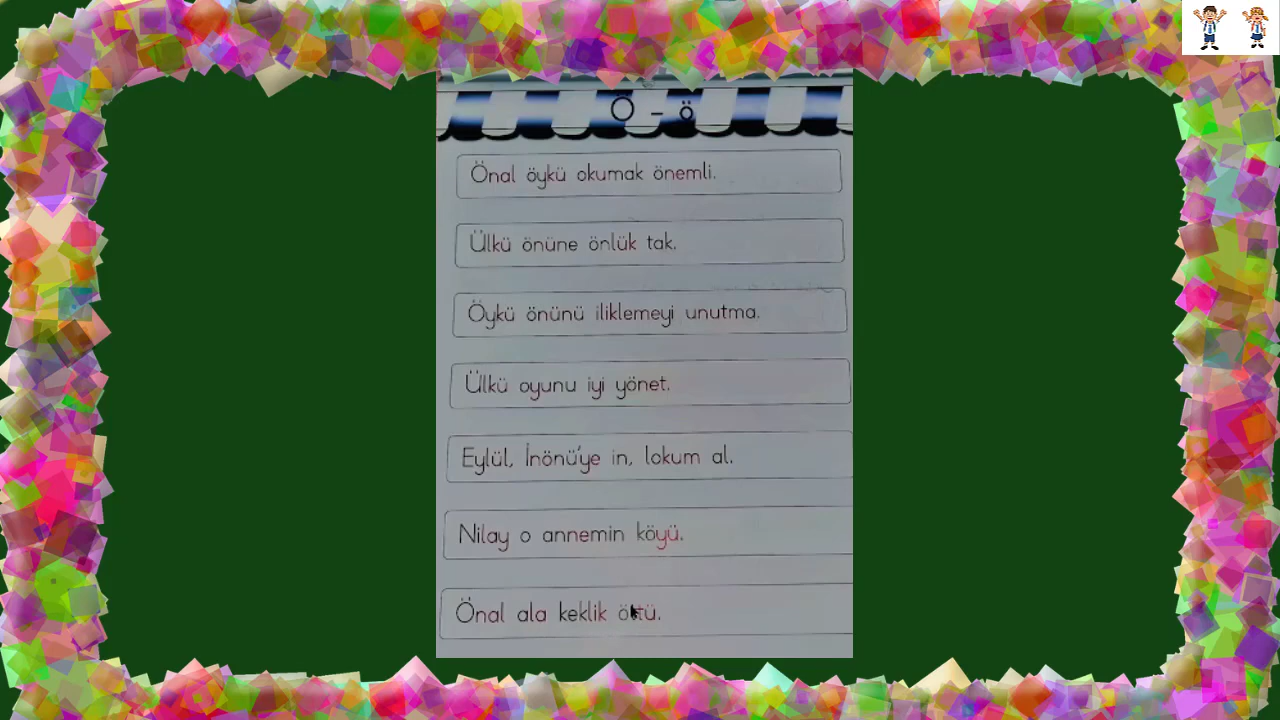 Ö – ö
Önal öykü okumak önemli.
Ülkü önüne önlük tak.
Öykü önünü iliklemeyi unutma.
Ülkü oyunu iyi yönet.
Eylül, İnönü'ye in, lokum al.
Nilay o annemin köyü.
Önal ala keklik öttü.